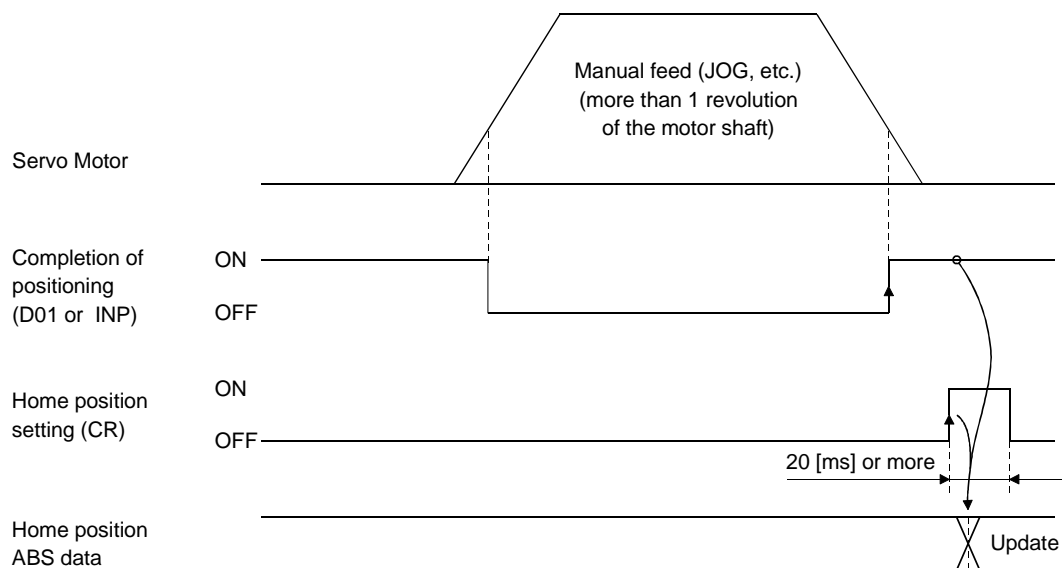 Manual feed (JOG, etc.)
(more than 1 revolution
of the motor shaft)
Servo Motor
Completion of
positioning
(D01 or INP)
ON
OFF
Home position
setting (CR)
ON
OFF
20 [ms] or more
Home position
ABS data
Update